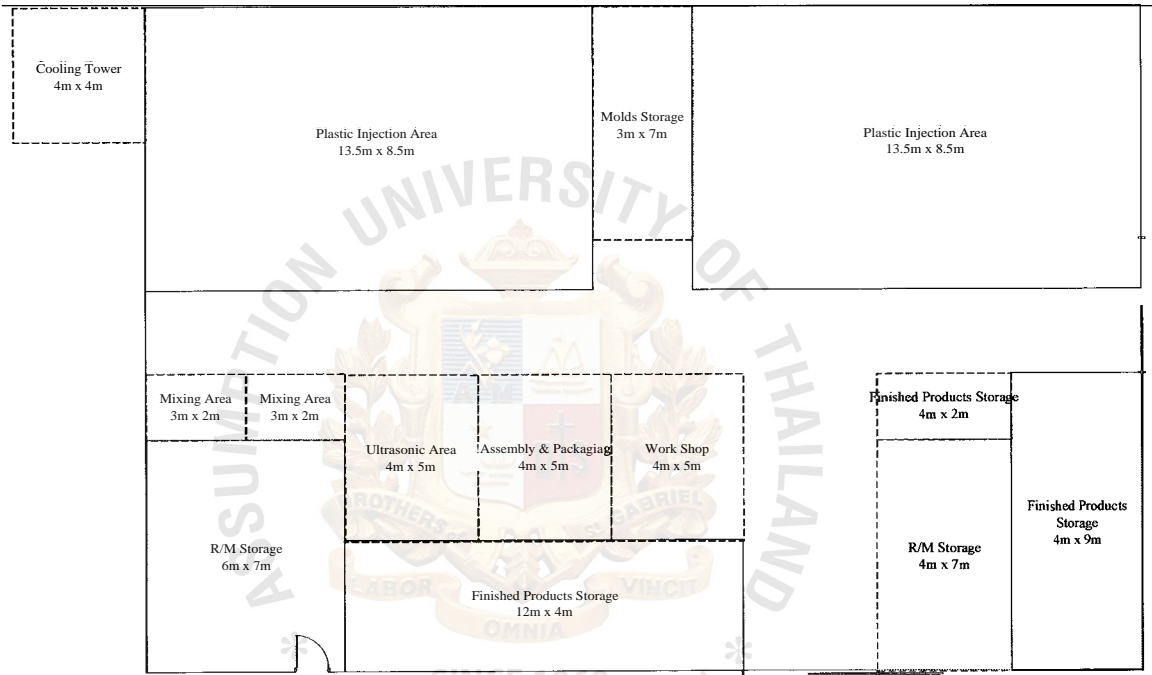 Cooling Tower
4m x 4m
Plastic Injection Area
13.5m x 8.5m
Molds Storage
3m x 7m
Plastic Injection Area
13.5m x 8.5m
Mixing Area
3m x 2m
Mixing Area
3m x 2m
Ultrasonic Area
4m x 5m
Assembly & Packaging
4m x 5m
Work Shop
4m x 5m
Finished Products Storage
4m x 2m
Finished Products
Storage
4m x 9m
R/M Storage
6m x 7m
R/M Storage
4m x 7m
Finished Products Storage
12m x 4m
ASSUMPTION UNIVERSITY OF THAILAND
BROTHERS
ST GABRIEL
LABOR
OMNIA
VINCIT